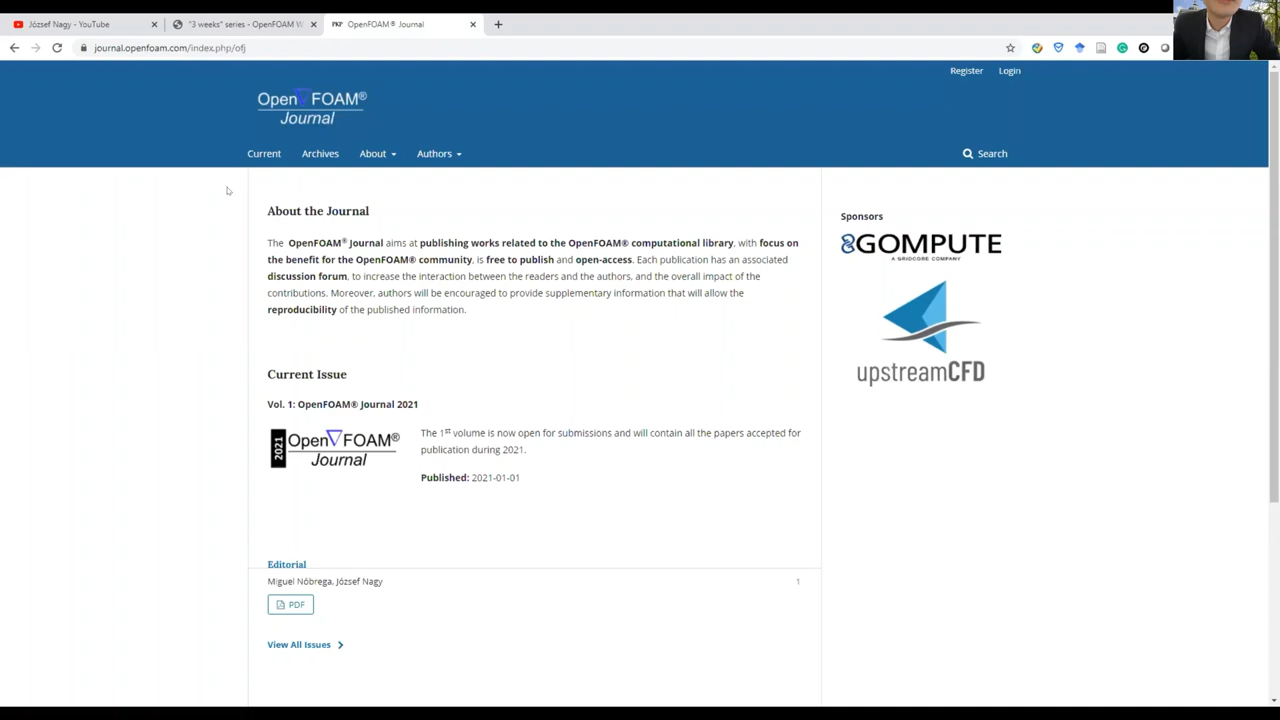 József Nagy - YouTube
"3 weeks" series - OpenFOAM W
PKP OpenFOAM® Journal
journal.openfoam.com/index.php/ofj
Register Login
Open∇FOAM®
Journal
Current Archives About Authors Search
About the Journal
The OpenFOAM® Journal aims at publishing works related to the OpenFOAM® computational library, with focus on
the benefit for the OpenFOAM® community, is free to publish and open-access. Each publication has an associated
discussion forum, to increase the interaction between the readers and the authors, and the overall impact of the
contributions. Moreover, authors will be encouraged to provide supplementary information that will allow the
reproducibility of the published information.
Current Issue
Vol. 1: OpenFOAM® Journal 2021
2021
Open∇FOAM®
Journal
The 1st volume is now open for submissions and will contain all the papers accepted for
publication during 2021.
Published: 2021-01-01
Editorial
Miguel Nóbrega, József Nagy 1
PDF
View All Issues
Sponsors
GOMPUTE
A GRIDCORE COMPANY
upstreamCFD